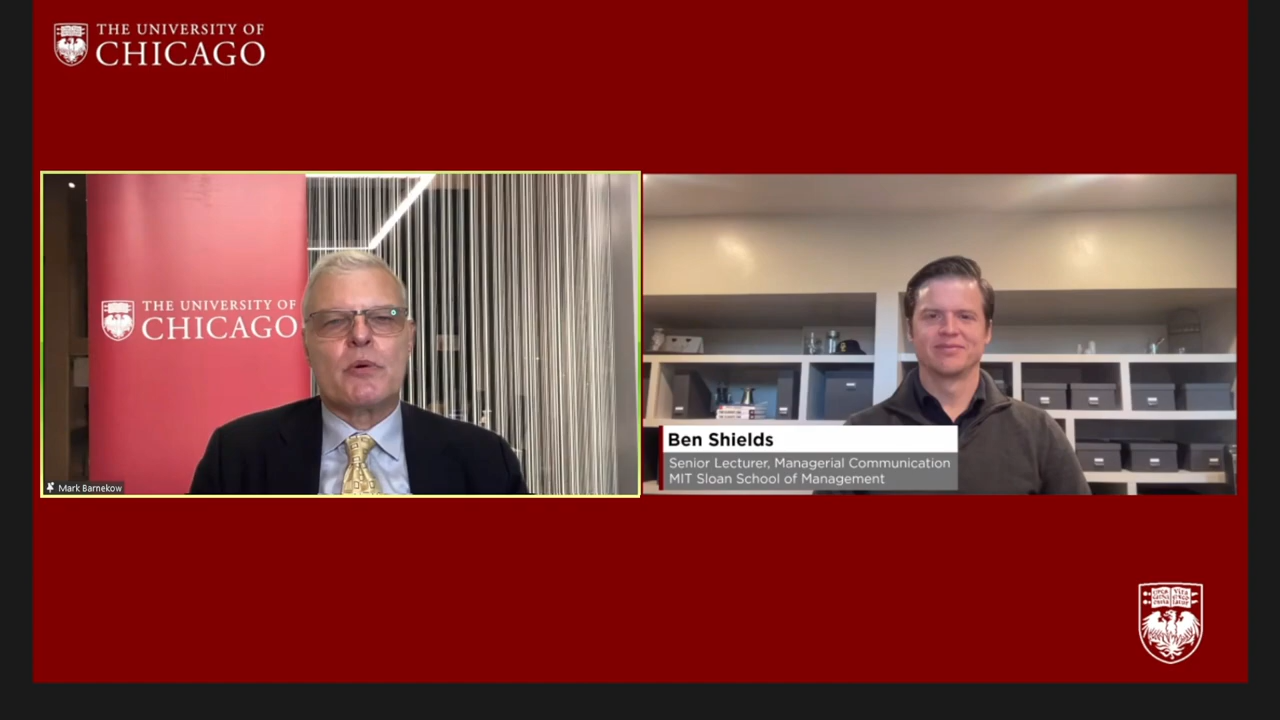 THE UNIVERSITY OF
CHICAGO
THE UNIVERSITY OF
CHICAGO
Mark Barnekow
Ben Shields
Senior Lecturer, Managerial Communication
MIT Sloan School of Management